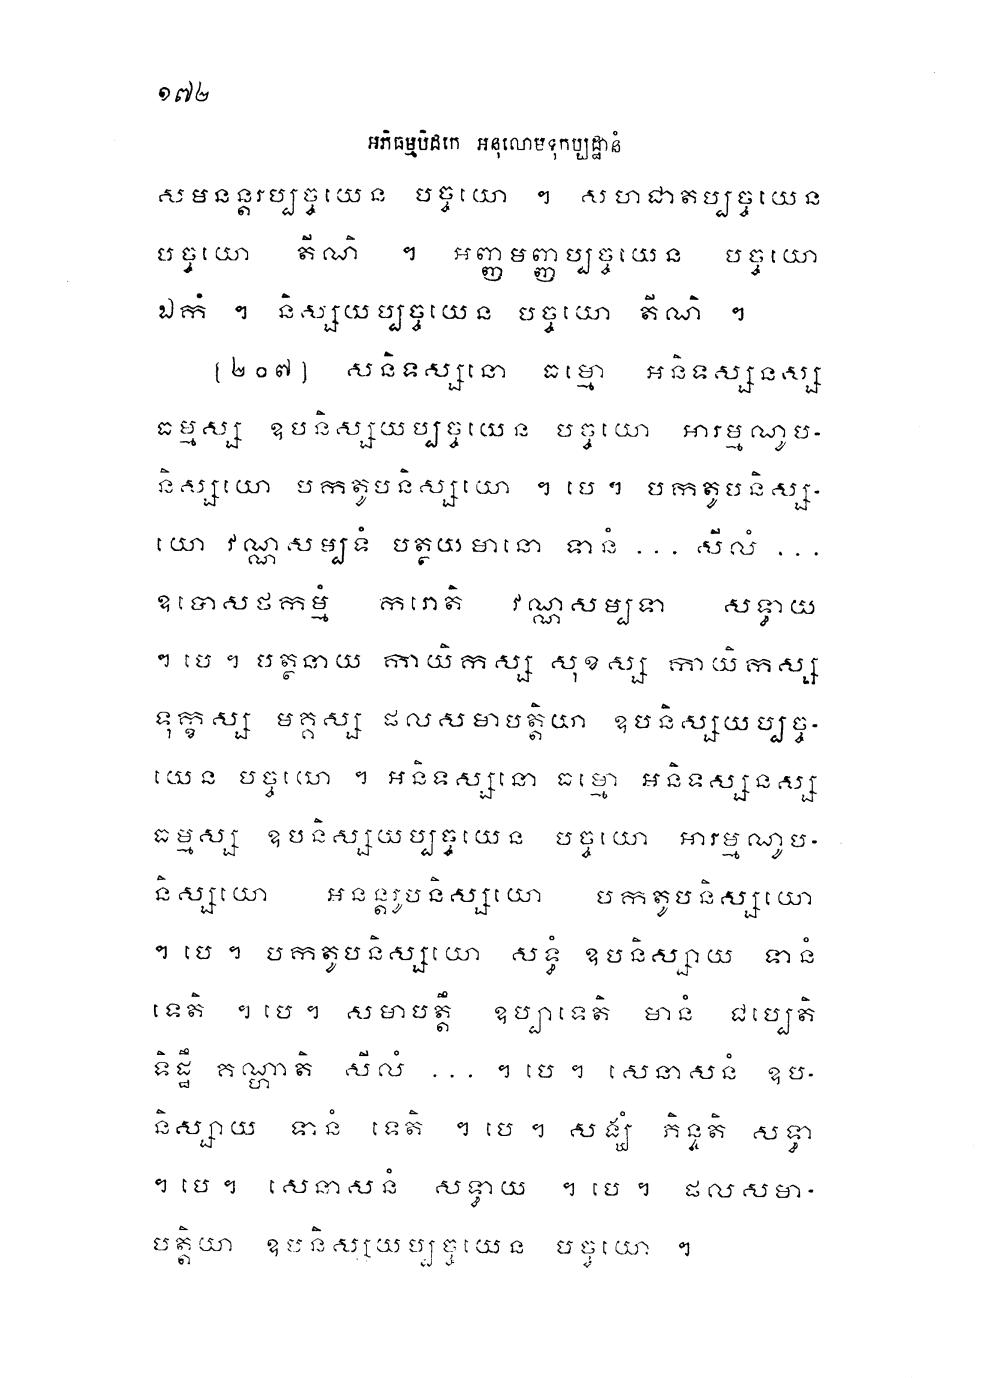 ១៧២
អភិធម្មបិដកេ អនុលោមទុកប្បដ្ឋានំ
សមនន្តរប្បច្ចយេន បច្ចយោ ។ សហជាតប្បច្ចយេន
បច្ចយោ តីណិ ។ អញ្ញមញ្ញប្បច្ចយេន បច្ចយោ
ឯកំ ។ និស្សយប្បច្ចយេន បច្ចយោ តីណិ ។
[២០៧] សនិទស្សនោ ធម្មោ អនិទស្សនស្ស
ធម្មស្ស ឧបនិស្សយប្បច្ចយេន បច្ចយោ អារម្មណូប-
និស្សយោ បកតូបនិស្សយោ ។ បេ ។ បកតូបនិស្ស-
យោ វណ្ណសម្បទំ បត្ថយមានោ ទានំ ... សីលំ ...
ឧទោសថកម្មំ ករោតិ វណ្ណសម្បទា សទ្ធាយ
។ បេ ។ បត្ថនាយ កាយិកស្ស សុខស្ស កាយិកស្ស
ទុក្ខស្ស មគ្គស្ស ផលសមាបត្តិយា ឧបនិស្សយប្បច្ច-
យេន បច្ចយោ ។ អនិទស្សនោ ធម្មោ អនិទស្សនស្ស
ធម្មស្ស ឧបនិស្សយប្បច្ចយេន បច្ចយោ អារម្មណូប-
និស្សយោ អនន្តរូបនិស្សយោ បកតូបនិស្សយោ
។ បេ ។ បកតូបនិស្សយោ សទ្ធំ ឧបនិស្សាយ ទានំ
ទេតិ ។ បេ ។ សមាបត្តឹ ឧប្បាទេតិ មានំ ជប្បេតិ
ទិដ្ឋឹ គណ្ហាតិ សីលំ ... ។ បេ ។ សេនាសនំ ឧប-
និស្សាយ ទានំ ទេតិ ។ បេ ។ សង្ឃំ ភិន្ទតិ សទ្ធា
។ បេ ។ សេនាសនំ សទ្ធាយ ។ បេ ។ ផលសមា-
បត្តិយា ឧបនិស្សយប្បច្ចយេន បច្ចយោ ។